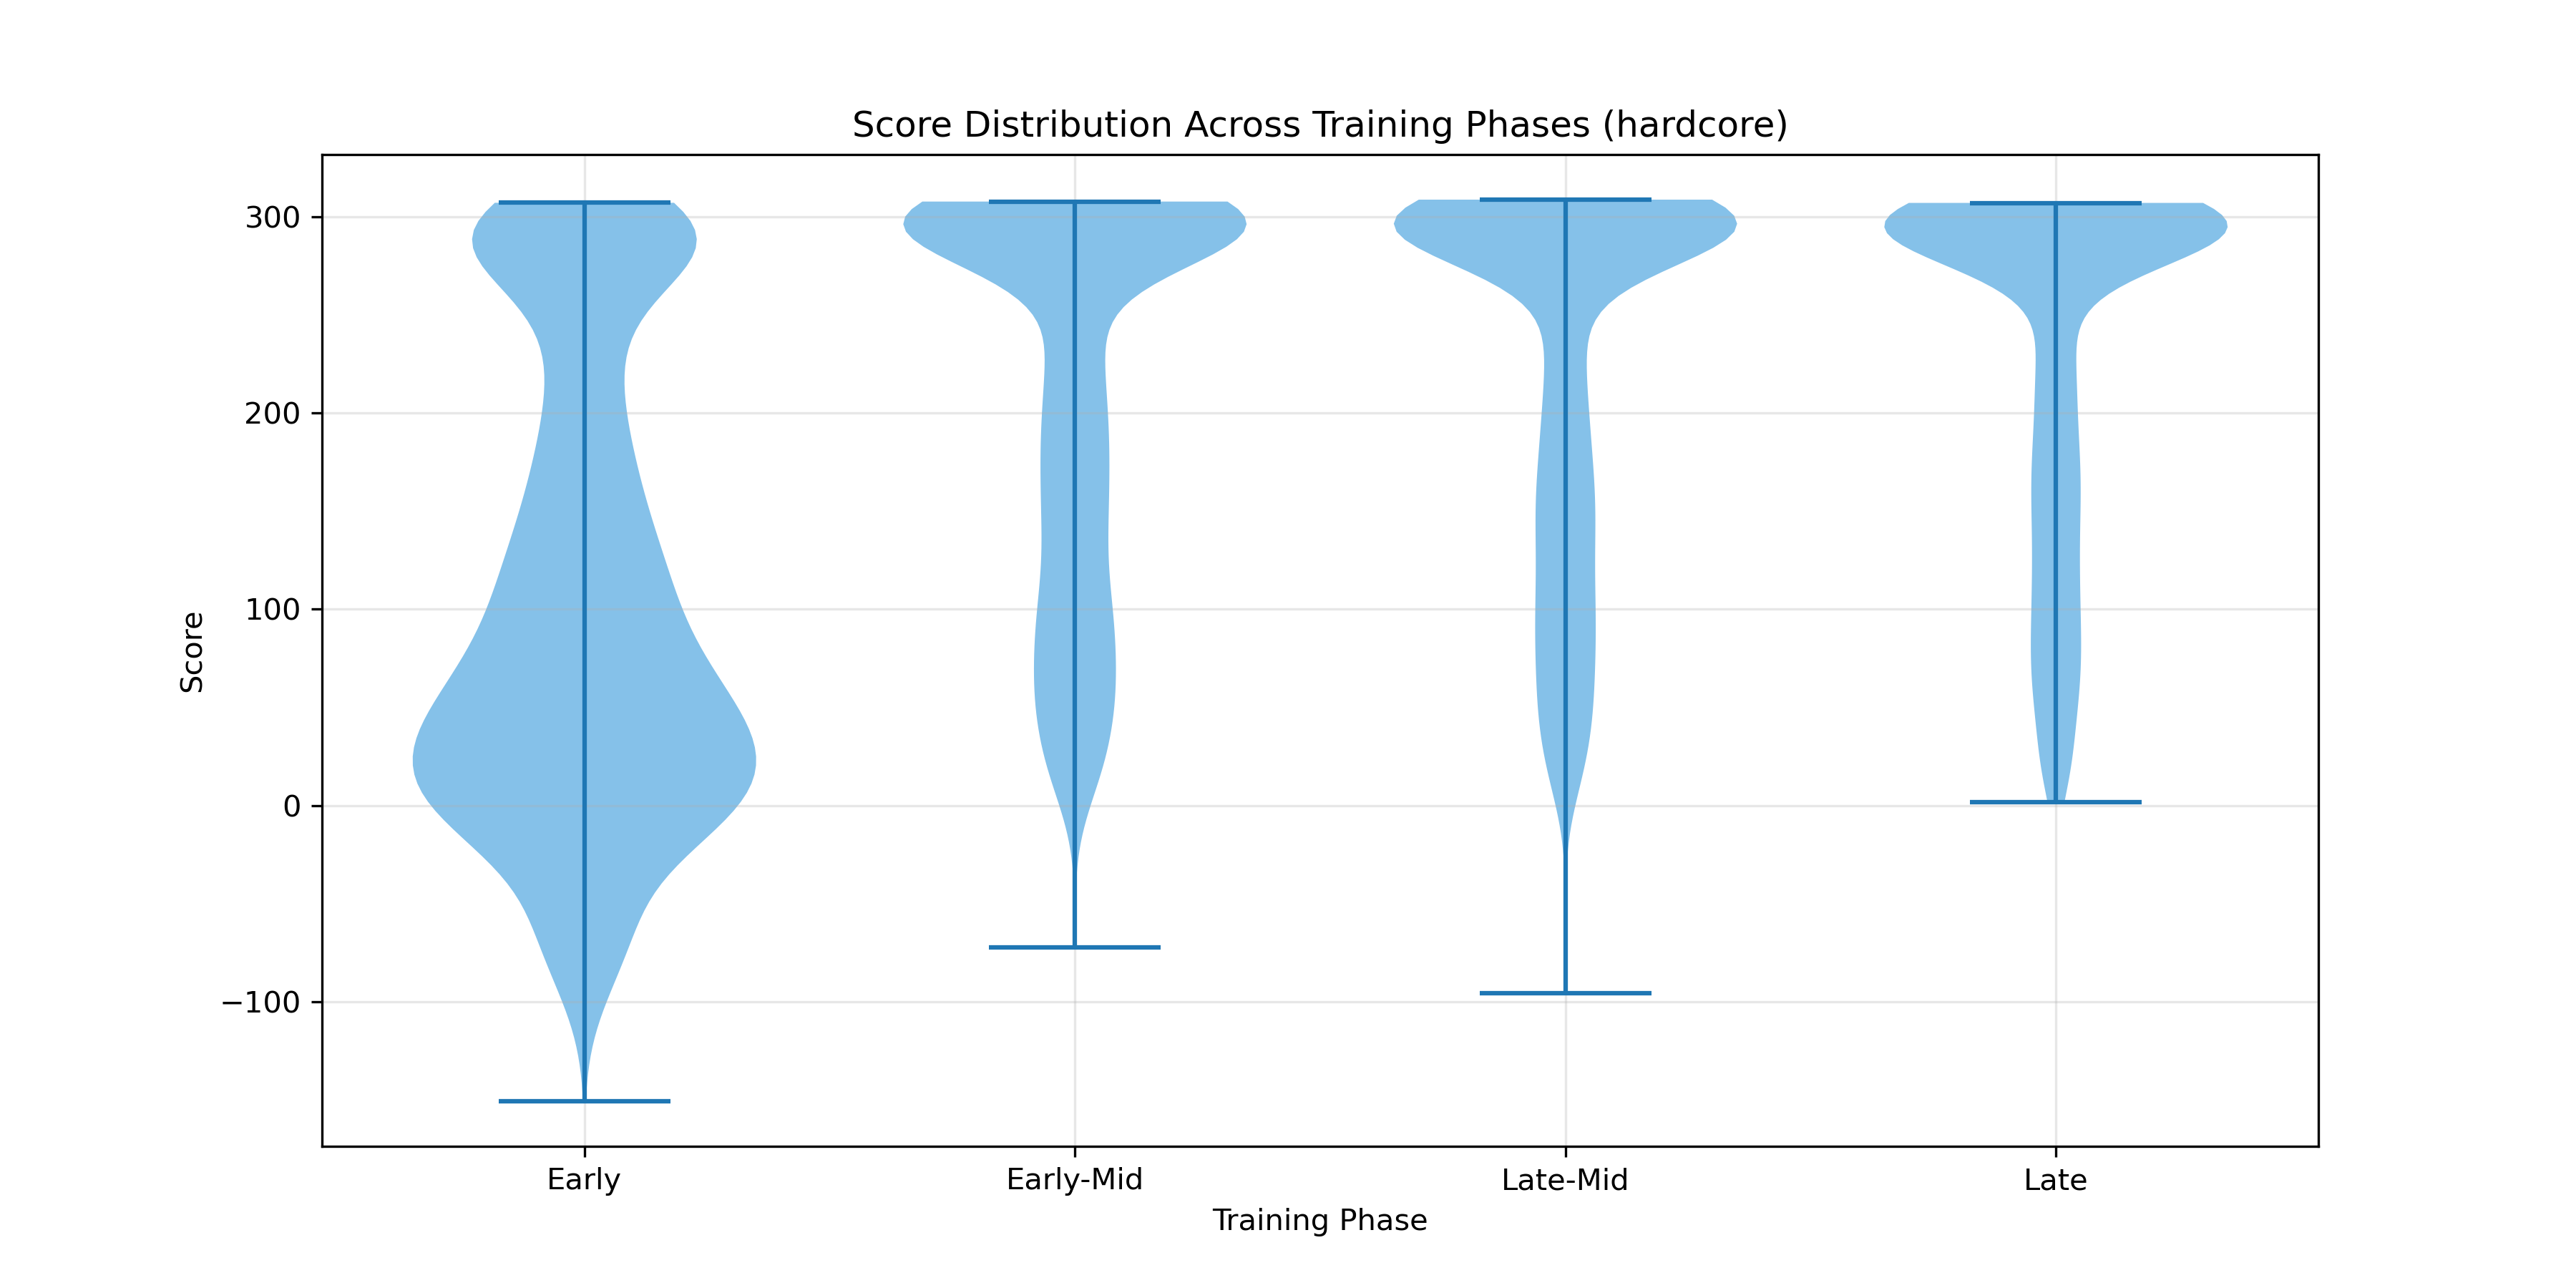 Score Distribution Across Training Phases (hardcore)
300
200
100
0
−100
Score
Early
Early-Mid
Late-Mid
Late
Training Phase